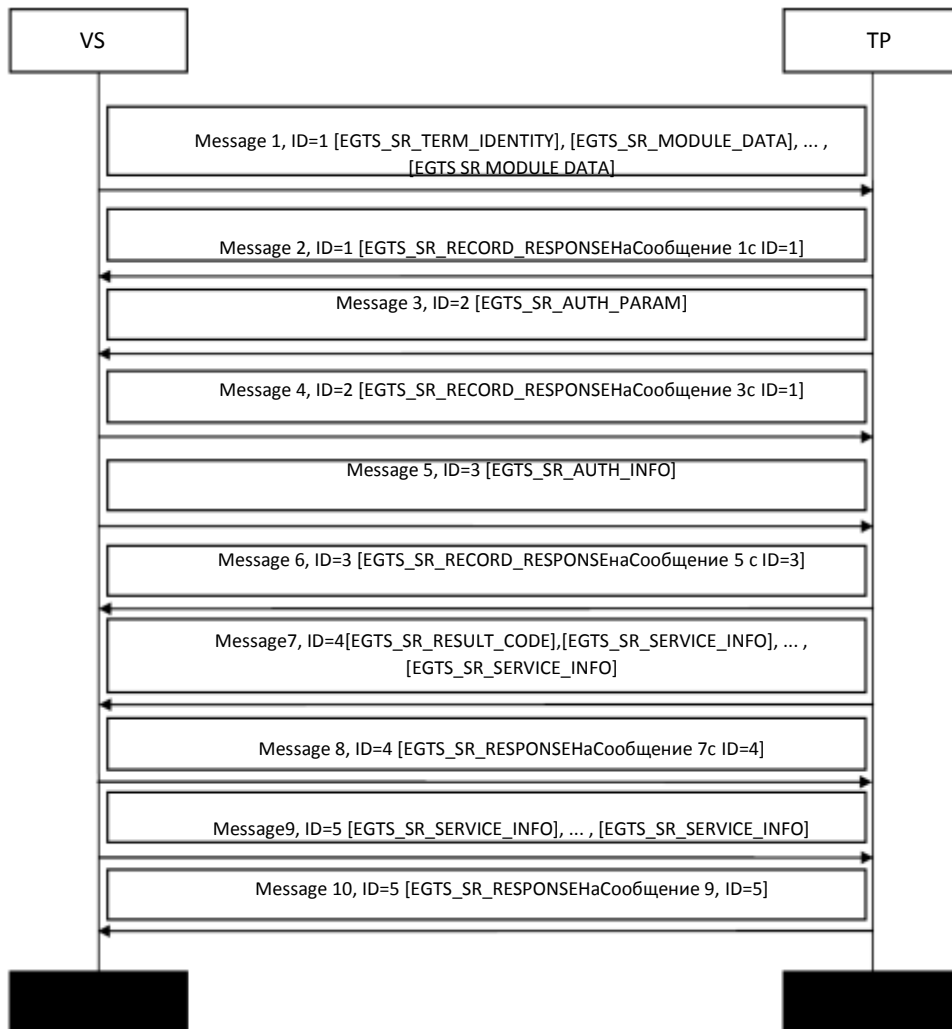 VS
TP
Message 1, ID=1 [EGTS_SR_TERM_IDENTITY], [EGTS_SR_MODULE_DATA], ... ,
[EGTS SR MODULE DATA]
Message 2, ID=1 [EGTS_SR_RECORD_RESPONSEНаСообщение 1с ID=1]
Message 3, ID=2 [EGTS_SR_AUTH_PARAM]
Message 4, ID=2 [EGTS_SR_RECORD_RESPONSEНаСообщение 3с ID=1]
Message 5, ID=3 [EGTS_SR_AUTH_INFO]
Message 6, ID=3 [EGTS_SR_RECORD_RESPONSEнаСообщение 5 с ID=3]
Message7, ID=4[EGTS_SR_RESULT_CODE],[EGTS_SR_SERVICE_INFO], ... ,
[EGTS_SR_SERVICE_INFO]
Message 8, ID=4 [EGTS_SR_RESPONSEНаСообщение 7с ID=4]
Message9, ID=5 [EGTS_SR_SERVICE_INFO], ... , [EGTS_SR_SERVICE_INFO]
Message 10, ID=5 [EGTS_SR_RESPONSEНаСообщение 9, ID=5]